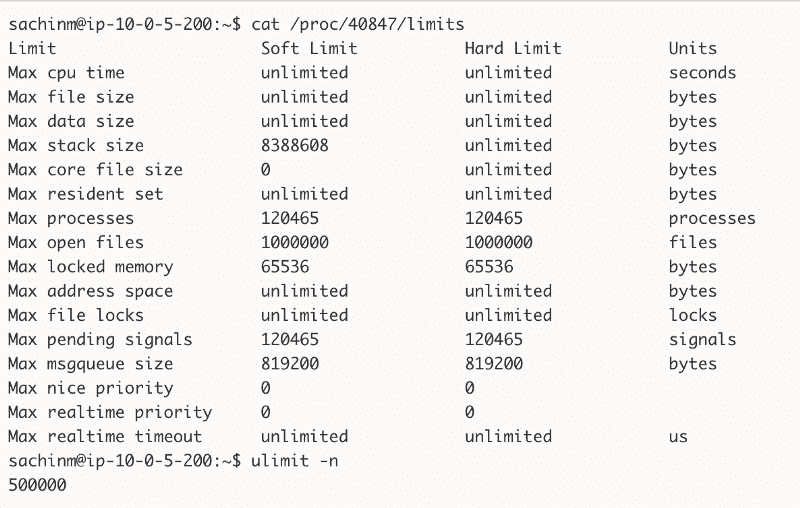 sachinm@ip-10-0-5-200:~$ cat /proc/40847/limits
Limit                     Soft Limit           Hard Limit           Units
Max cpu time              unlimited            unlimited            seconds
Max file size             unlimited            unlimited            bytes
Max data size             unlimited            unlimited            bytes
Max stack size            8388608              unlimited            bytes
Max core file size        0                    unlimited            bytes
Max resident set          unlimited            unlimited            bytes
Max processes             120465               120465               processes
Max open files            1000000              1000000              files
Max locked memory         65536                65536                bytes
Max address space         unlimited            unlimited            bytes
Max file locks            unlimited            unlimited            locks
Max pending signals       120465               120465               signals
Max msgqueue size         819200               819200               bytes
Max nice priority         0                    0
Max realtime priority     0                    0
Max realtime timeout      unlimited            unlimited            us
sachinm@ip-10-0-5-200:~$ ulimit -n
500000